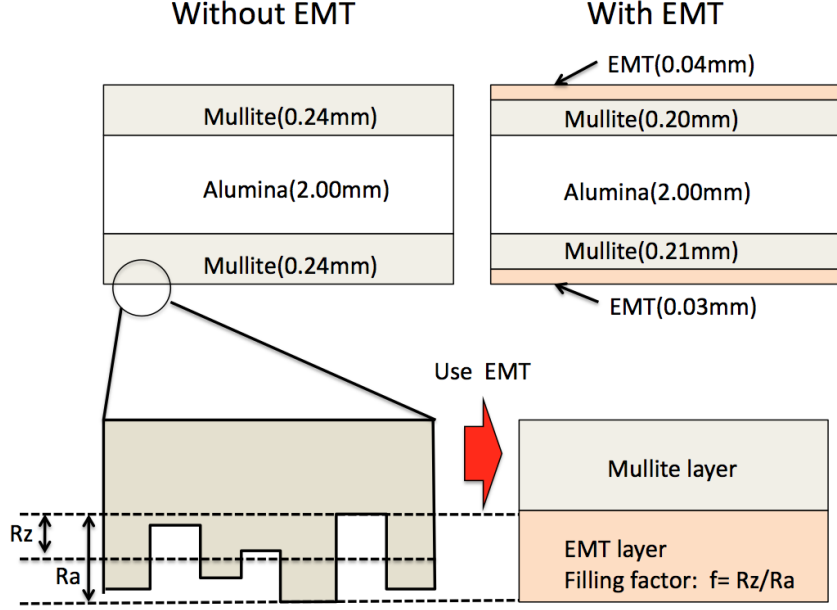 Without EMT
With EMT
EMT(0.04mm)
Mullite(0.24mm)
Mullite(0.20mm)
Alumina(2.00mm)
Alumina(2.00mm)
Mullite(0.24mm)
Mullite(0.21mm)
EMT(0.03mm)
Use EMT
Mullite layer
Rz
Ra
EMT layer
Filling factor: f= Rz/Ra